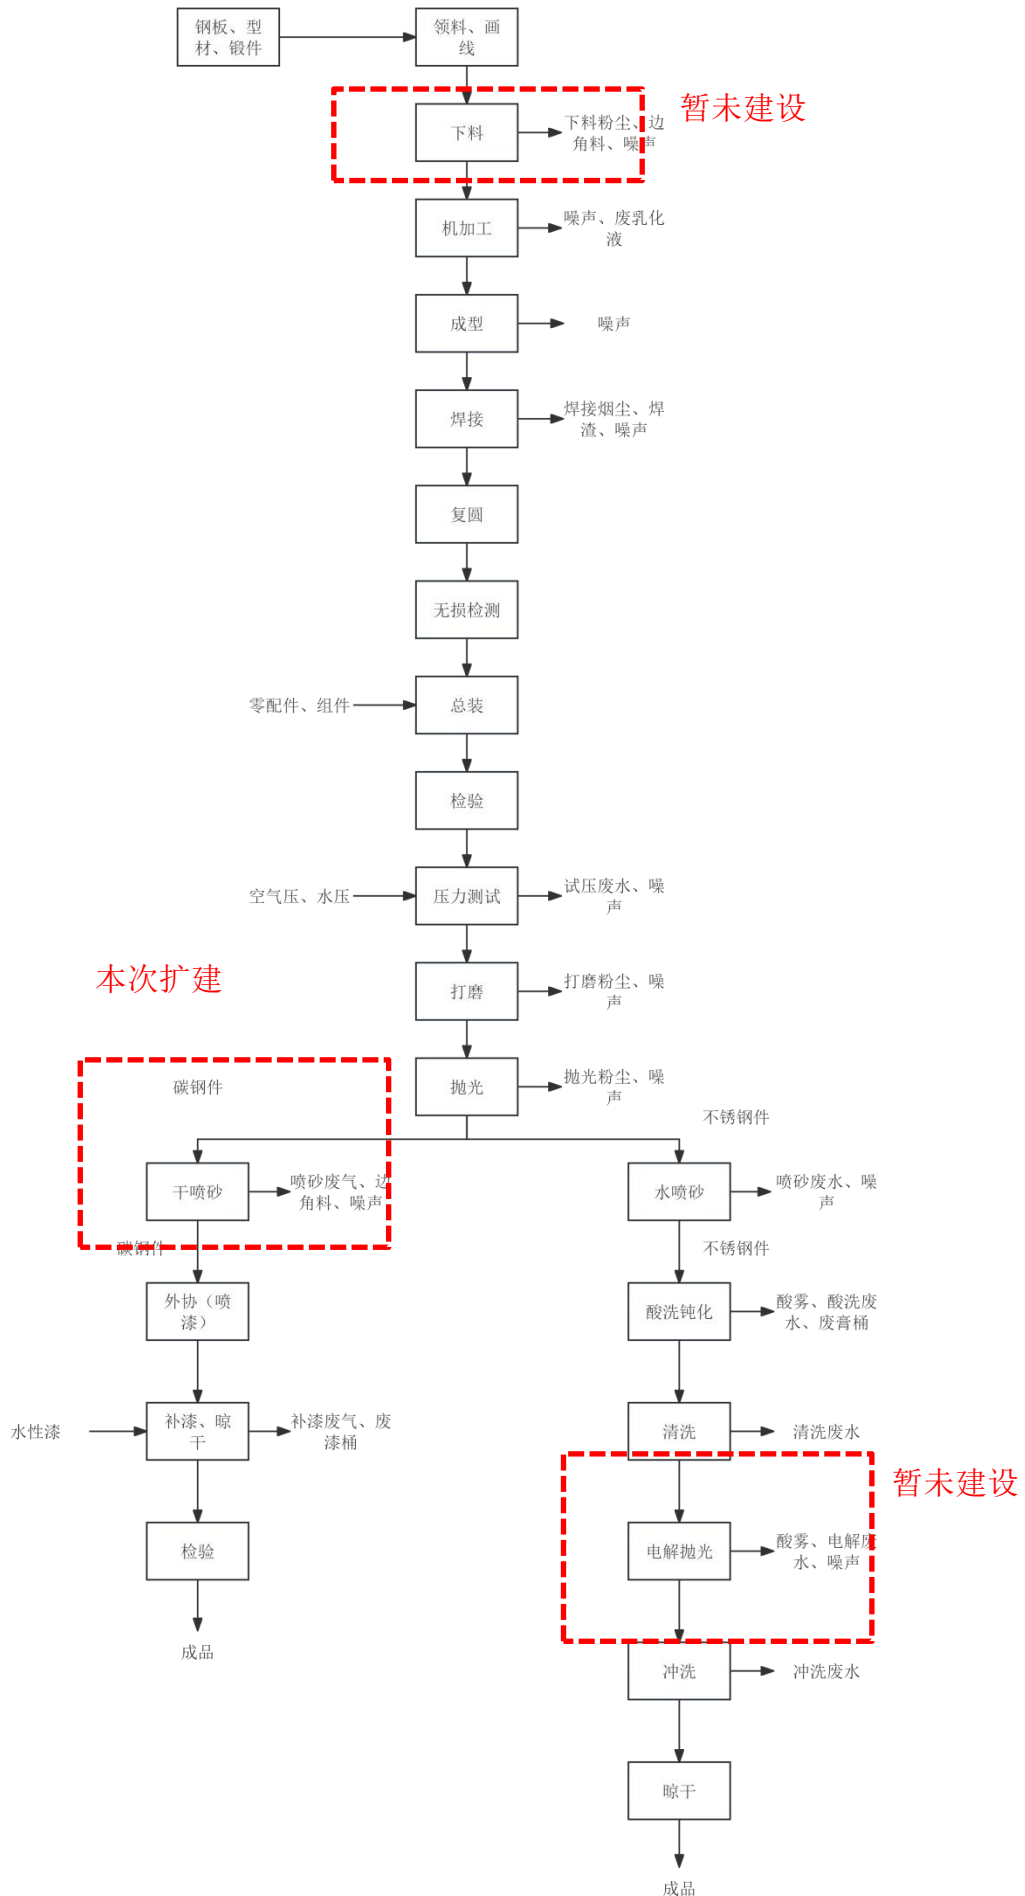 钢板、型
材、锻件
领料、画
线
暂未建设
下料
下料粉尘、边
角料、噪声
机加工
噪声、废乳化
液
成型
噪声
焊接
焊接烟尘、焊
渣、噪声
复圆
无损检测
零配件、组件
总装
检验
空气压、水压
压力测试
试压废水、噪
声
本次扩建
打磨
打磨粉尘、噪
声
碳钢件
抛光
抛光粉尘、噪
声
不锈钢件
干喷砂
喷砂废气、边
角料、噪声
水喷砂
喷砂废水、噪
声
碳钢件
不锈钢件
外协（喷
漆）
酸洗钝化
酸雾、酸洗废
水、废膏桶
水性漆
补漆、晾
干
补漆废气、废
漆桶
清洗
清洗废水
暂未建设
检验
电解抛光
酸雾、电解废
水、噪声
成品
冲洗
冲洗废水
晾干
成品